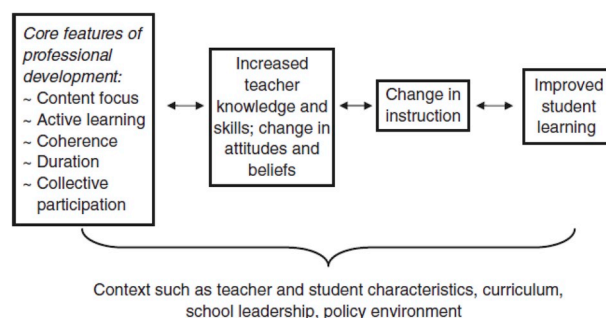 Core features of
professional
development:
~ Content focus
~ Active learning
~ Coherence
~ Duration
~ Collective
participation
Increased
teacher
knowledge and
skills; change in
attitudes and
beliefs
Change in
instruction
Improved
student
learning
Context such as teacher and student characteristics, curriculum,
school leadership, policy environment